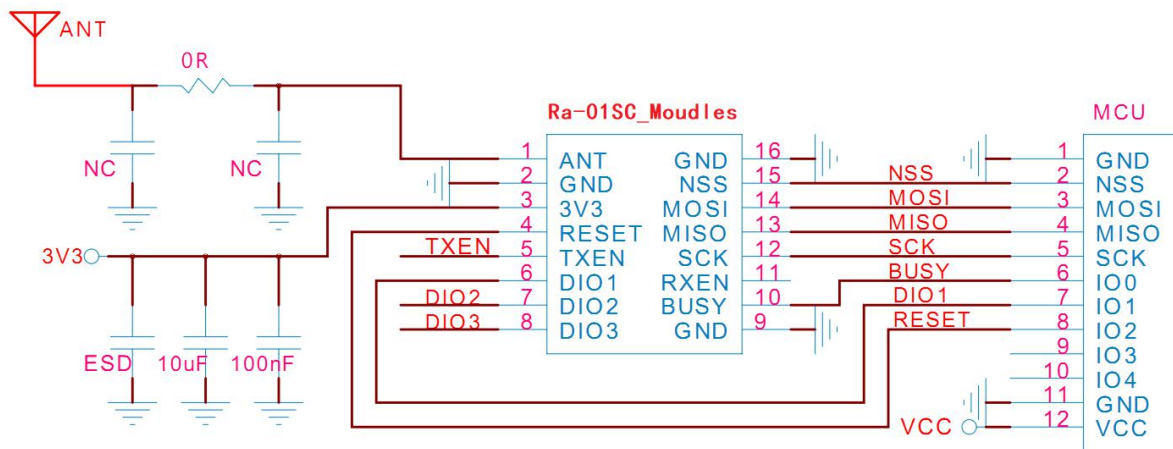 ANT
0R
NC
NC
3V3
ESD
10uF
100nF
Ra-01SC_Moudles
1 ANT GND 16
2 GND NSS 15
3 3V3 MOSI 14
4 RESET MISO 13
TXEN 5 TXEN SCK 12
6 DIO1 RXEN 11
DIO2 7 DIO2 BUSY 10
DIO3 8 DIO3 GND 9
MCU
1 GND
NSS 2 NSS
MOSI 3 MOSI
MISO 4 MISO
SCK 5 SCK
BUSY 6 IO0
DIO1 7 IO1
RESET 8 IO2
9 IO3
10 IO4
11 GND
VCC 12 VCC